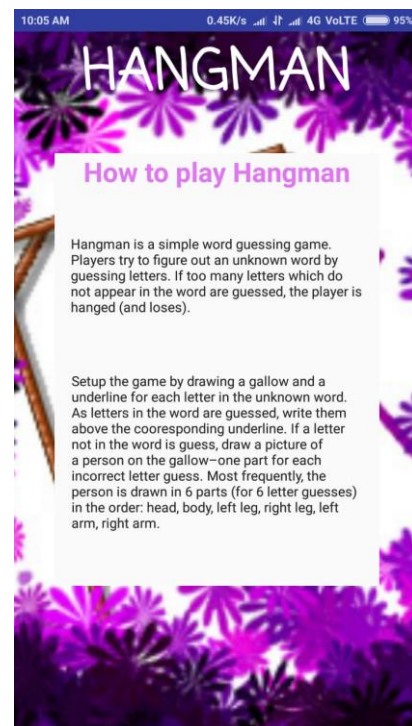 10:05 AM 0.45K/s 4G VoLTE 95%
HANGMAN
How to play Hangman
Hangman is a simple word guessing game.
Players try to figure out an unknown word by
guessing letters. If too many letters which do
not appear in the word are guessed, the player is
hanged (and loses).
Setup the game by drawing a gallow and a
underline for each letter in the unknown word.
As letters in the word are guessed, write them
above the cooresponding underline. If a letter
not in the word is guess, draw a picture of
a person on the gallow–one part for each
incorrect letter guess. Most frequently, the
person is drawn in 6 parts (for 6 letter guesses)
in the order: head, body, left leg, right leg, left
arm, right arm.